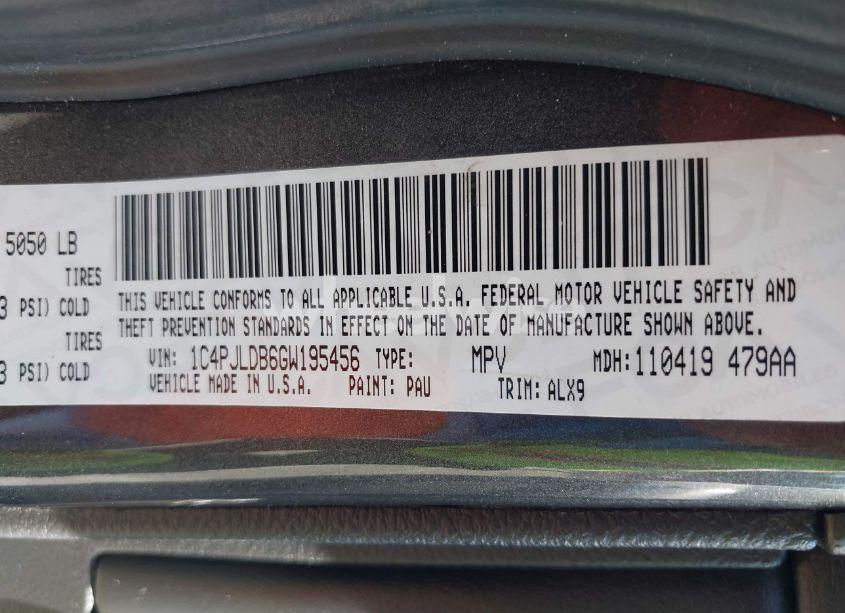 5050 LB
TIRES
3 PSI) COLD
TIRES
3 PSI) COLD
THIS VEHICLE CONFORMS TO ALL APPLICABLE U.S.A. FEDERAL MOTOR VEHICLE SAFETY AND
THEFT PREVENTION STANDARDS IN EFFECT ON THE DATE OF MANUFACTURE SHOWN ABOVE.
VIN: 1C4PJLDB6GW195456 TYPE: MPV MDH: 110419 479AA
VEHICLE MADE IN U.S.A. PAINT: PAU TRIM: ALX9